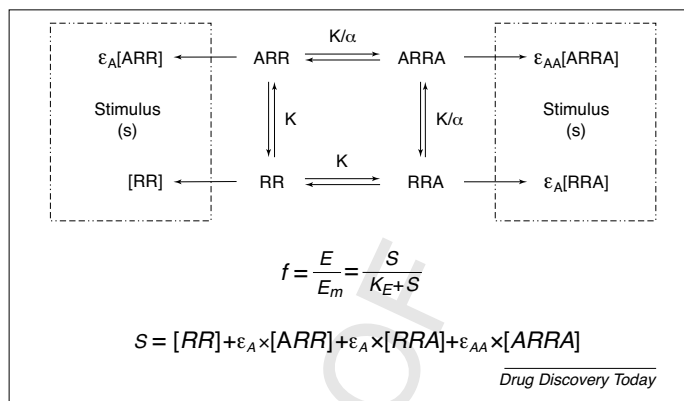 K/α
ε_A[ARR] ARR ARRA ε_AA[ARRA]
Stimulus (s) K K/α Stimulus (s)
K
[RR] RR RRA ε_A[RRA]
f = E/E_m = S/(K_E+S)
S = [RR]+ε_A×[ARR]+ε_A×[RRA]+ε_AA×[ARRA]
OF
Drug Discovery Today